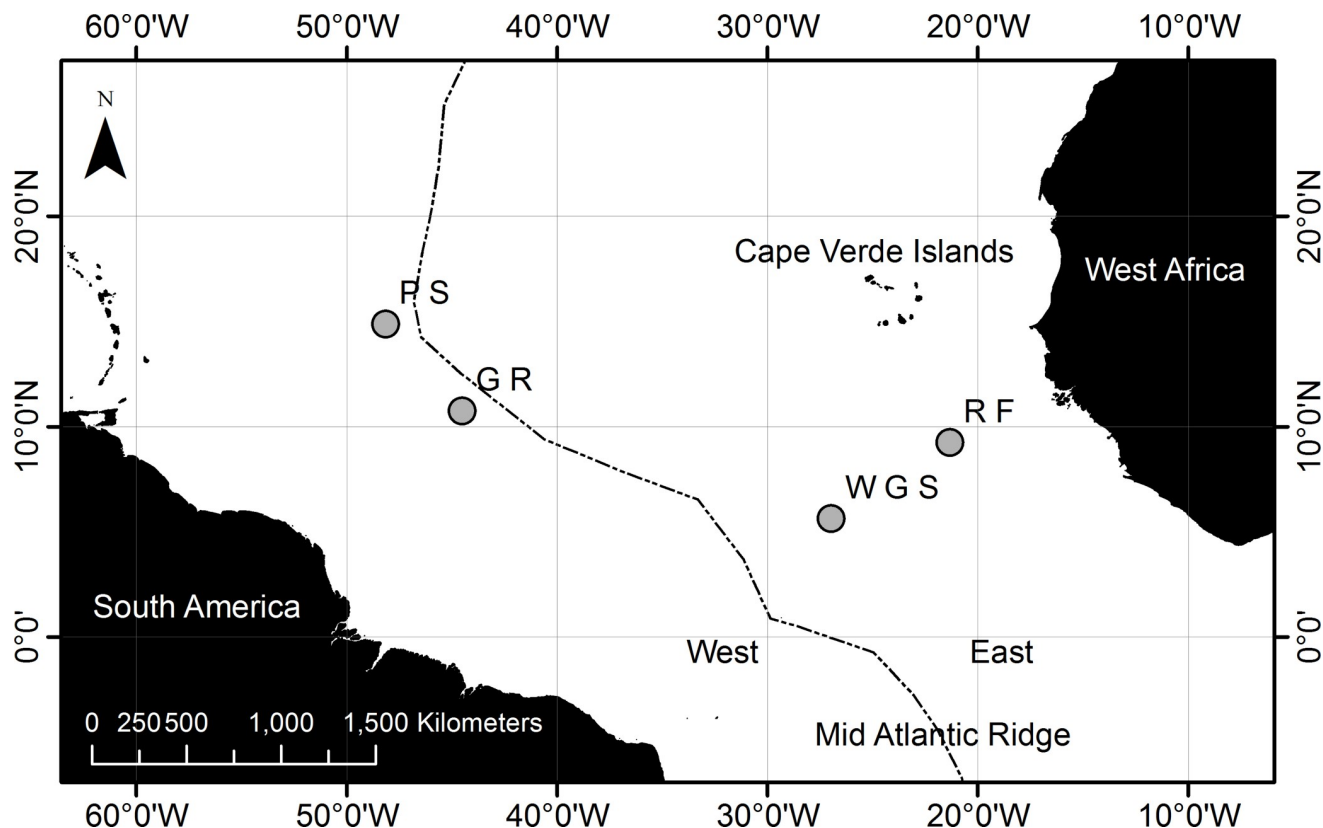 60°0'W 50°0'W 40°0'W 30°0'W 20°0'W 10°0'W
N
20°0'N
20°0'N
Cape Verde Islands
West Africa
P S
G R
10°0'N
R F
10°0'N
W G S
South America
0°0'
West
East
0°0'
0 250 500 1,000 1,500 Kilometers
Mid Atlantic Ridge
60°0'W 50°0'W 40°0'W 30°0'W 20°0'W 10°0'W